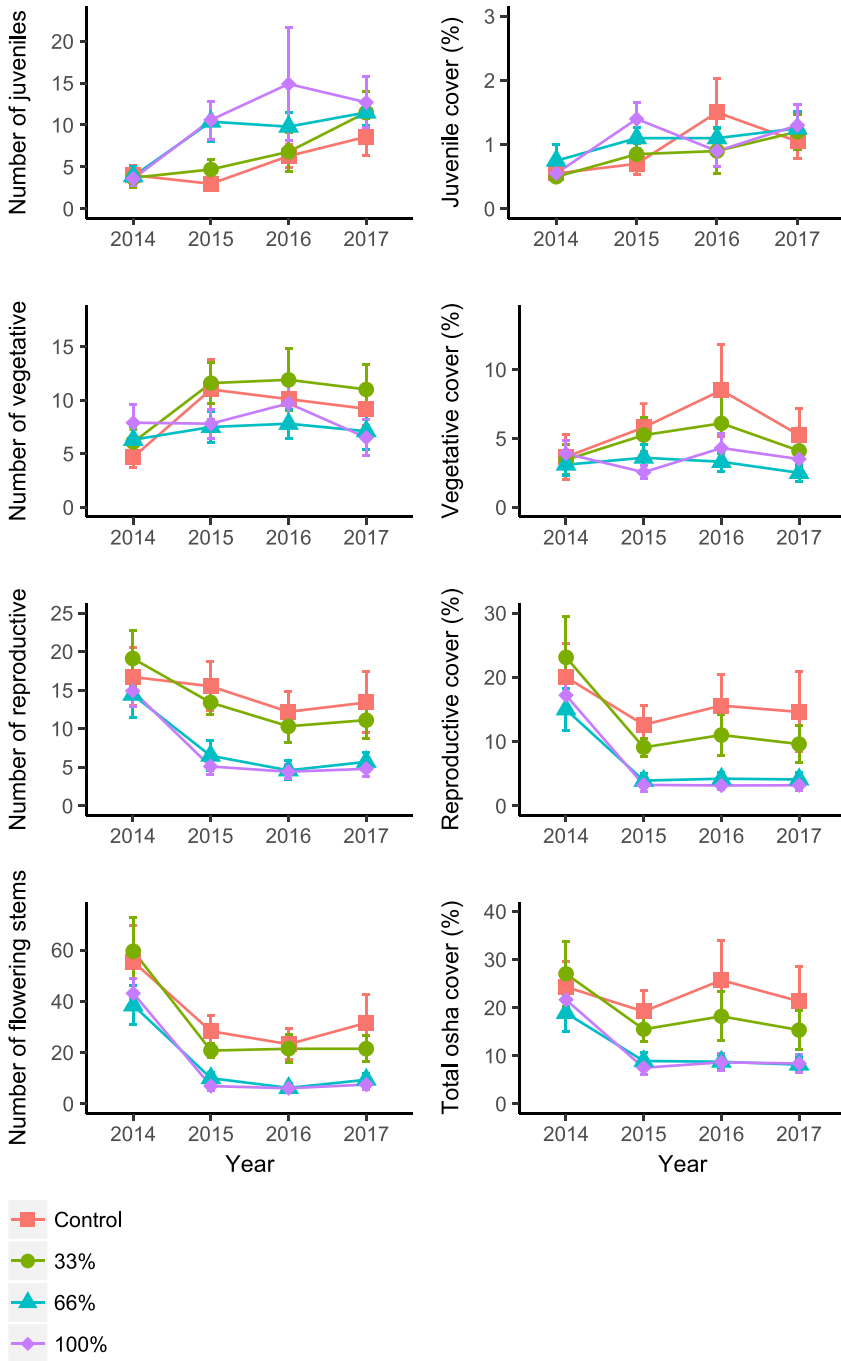 Number of juveniles
20
15
10
5
0
2014 2015 2016 2017
Juvenile cover (%)
3
2
1
0
2014 2015 2016 2017
Number of vegetative
15
10
5
0
2014 2015 2016 2017
Vegetative cover (%)
10
5
0
2014 2015 2016 2017
Number of reproductive
25
20
15
10
5
0
2014 2015 2016 2017
Reproductive cover (%)
30
20
10
0
2014 2015 2016 2017
Number of flowering stems
60
40
20
0
2014 2015 2016 2017
Year
Total osha cover (%)
40
30
20
10
0
2014 2015 2016 2017
Year
Control
33%
66%
100%